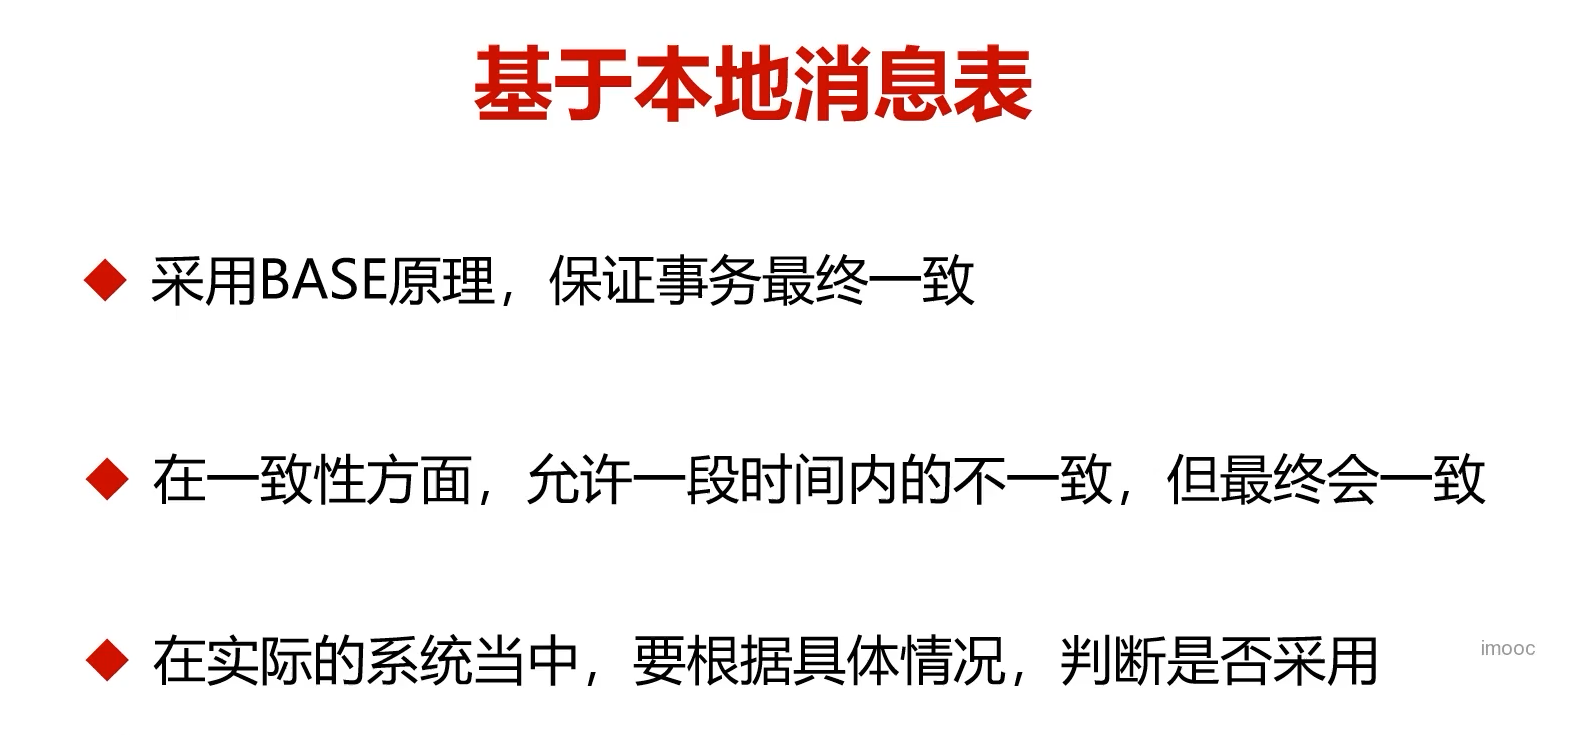 基于本地消息表
采用BASE原理，保证事务最终一致
在一致性方面，允许一段时间内的不一致，但最终会一致
在实际的系统当中，要根据具体情况，判断是否采用
imooc